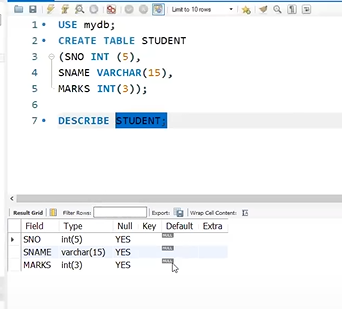 Limit to 10 rows
1 USE mydb;
2 CREATE TABLE STUDENT
3 (SNO INT (5),
4 SNAME VARCHAR(15),
5 MARKS INT(3));
6
7 DESCRIBE STUDENT;
Result Grid Filter Rows: Export: Wrap Cell Content:
Field Type Null Key Default Extra
SNO int(5) YES NULL
SNAME varchar(15) YES NULL
MARKS int(3) YES NULL